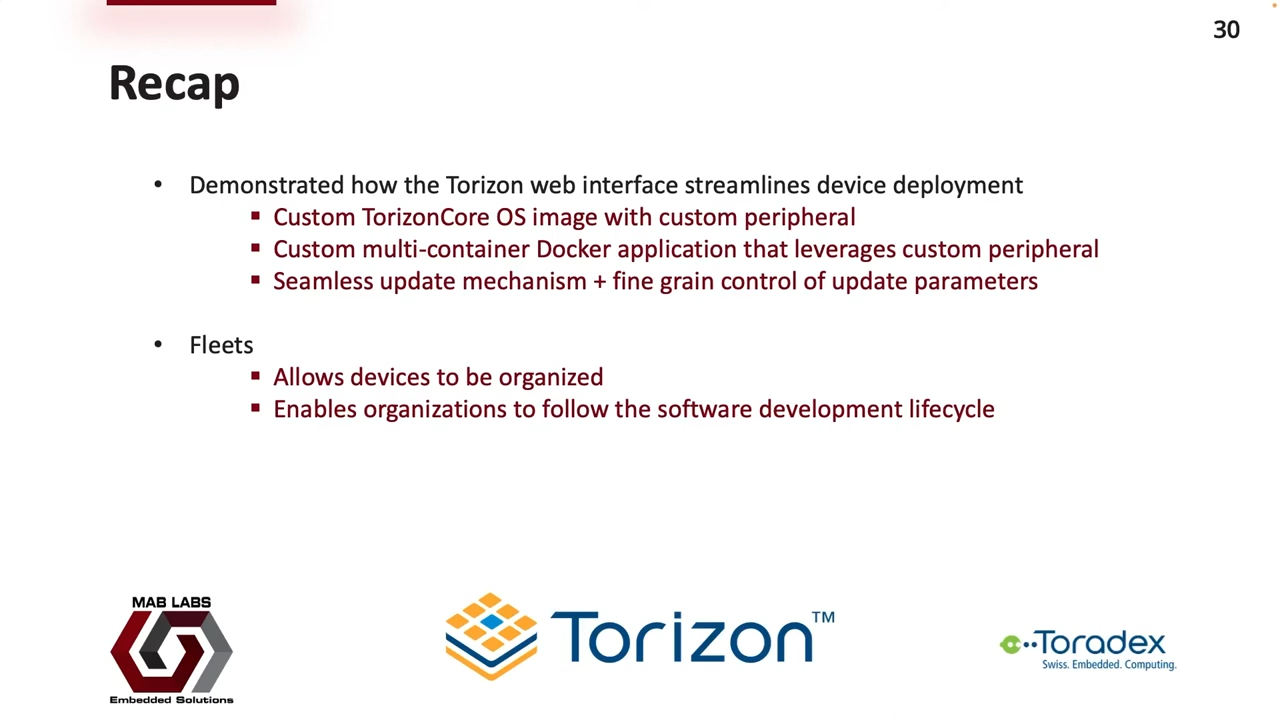 30
Recap
• Demonstrated how the Torizon web interface streamlines device deployment
▪ Custom TorizonCore OS image with custom peripheral
▪ Custom multi-container Docker application that leverages custom peripheral
▪ Seamless update mechanism + fine grain control of update parameters
• Fleets
▪ Allows devices to be organized
▪ Enables organizations to follow the software development lifecycle
MAB LABS
Embedded Solutions
Torizon™
Toradex
Swiss. Embedded. Computing.